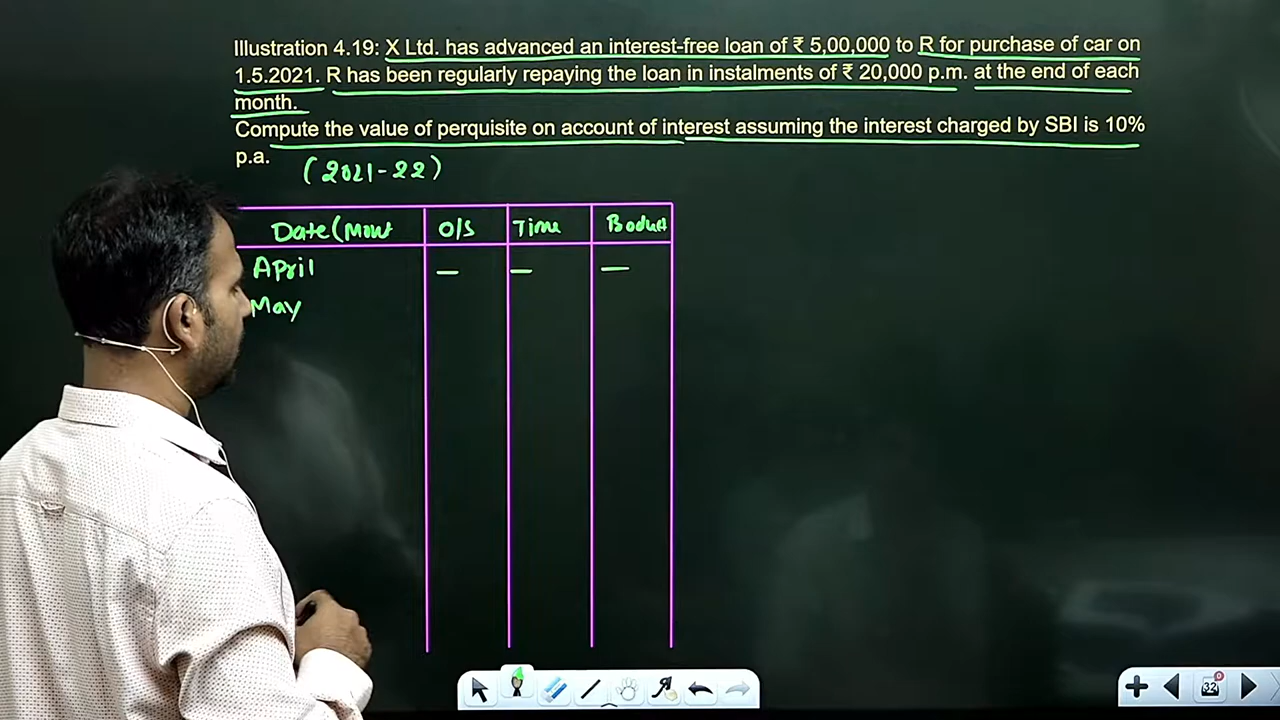 Illustration 4.19: X Ltd. has advanced an interest-free loan of ₹ 5,00,000 to R for purchase of car on
1.5.2021. R has been regularly repaying the loan in instalments of ₹ 20,000 p.m. at the end of each
month.
Compute the value of perquisite on account of interest assuming the interest charged by SBI is 10%
p.a. (2021-22)
Date(Mont O/S Time Product
April — — —
May
32